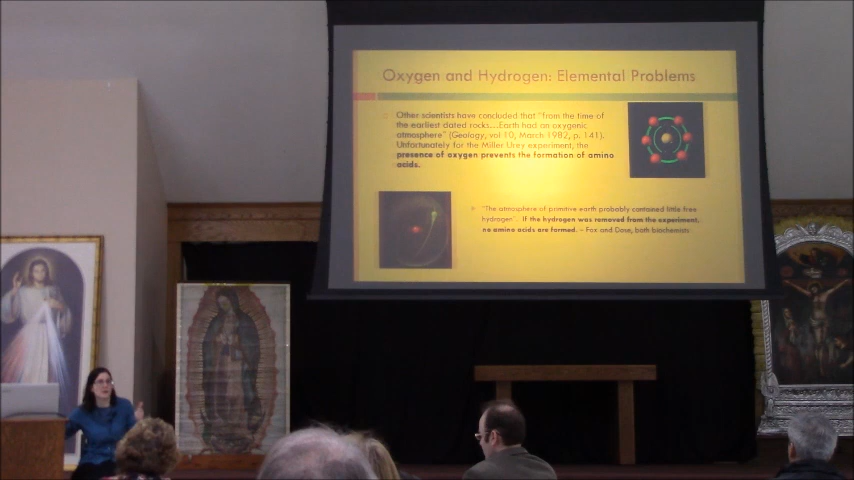 Oxygen and Hydrogen: Elemental Problems
Other scientists have concluded that "from the time of
the earliest dated rocks...Earth had an oxygenic
atmosphere" (Geology, vol 10, March 1982, p. 141).
Unfortunately for the Miller Urey experiment, the
presence of oxygen prevents the formation of amino
acids.
"The atmosphere of primitive earth probably contained little free
hydrogen". If the hydrogen was removed from the experiment,
no amino acids are formed. – Fox and Dose, both biochemists